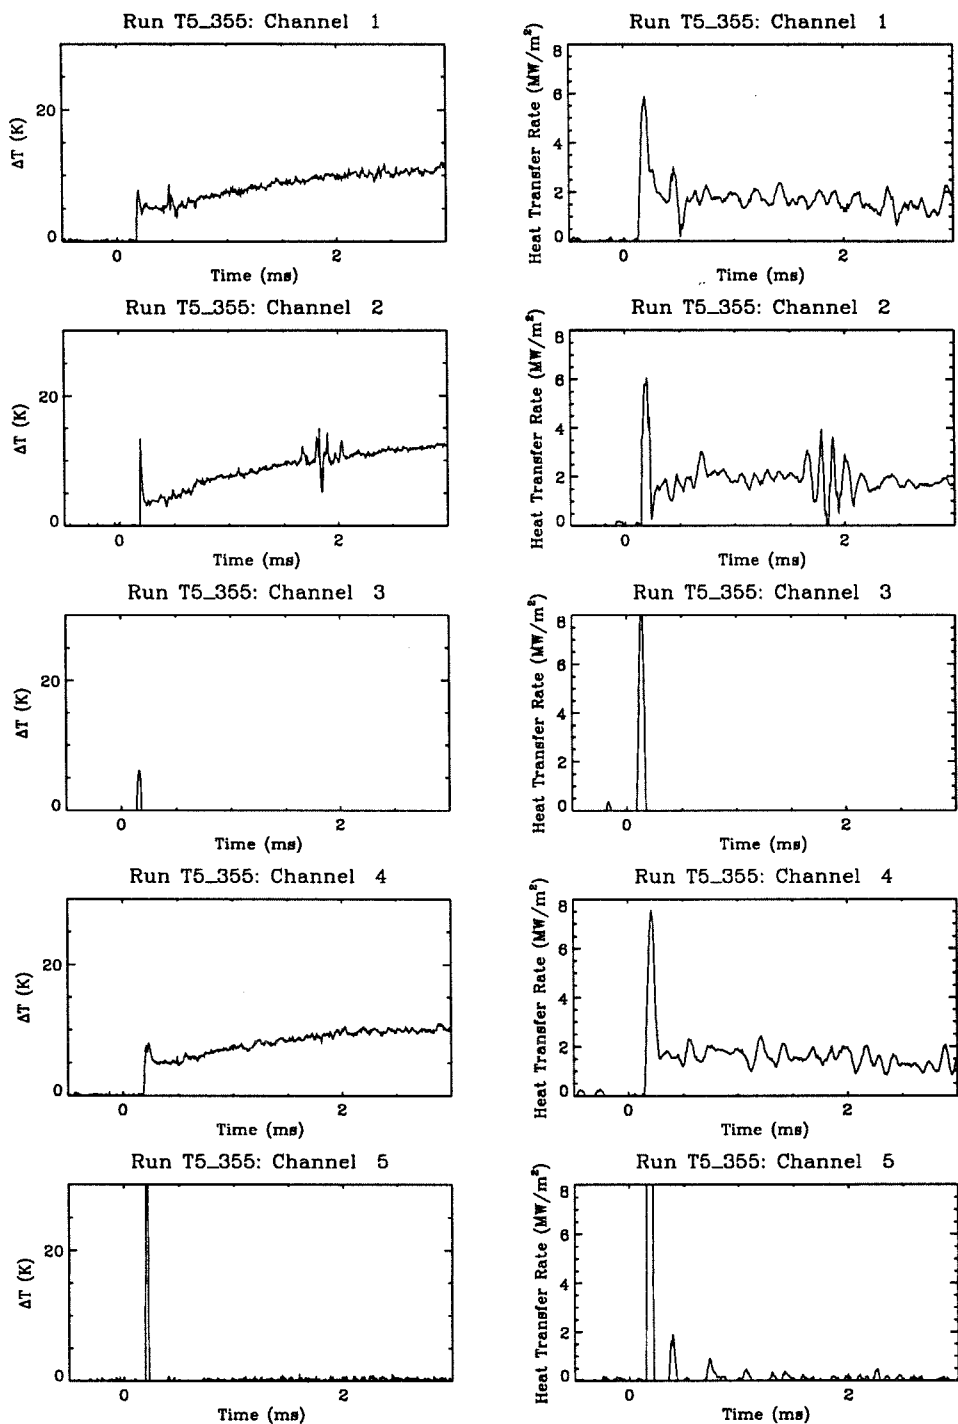 Run T5_355: Channel 1
Run T5_355: Channel 1
ΔT (K)
20
0
0
2
Time (ms)
Heat Transfer Rate (MW/m²)
8
6
4
2
0
0
2
Time (ms)
Run T5_355: Channel 2
Run T5_355: Channel 2
ΔT (K)
20
0
0
2
Time (ms)
Heat Transfer Rate (MW/m²)
8
6
4
2
0
0
2
Time (ms)
Run T5_355: Channel 3
Run T5_355: Channel 3
ΔT (K)
20
0
0
2
Time (ms)
Heat Transfer Rate (MW/m²)
8
6
4
2
0
0
2
Time (ms)
Run T5_355: Channel 4
Run T5_355: Channel 4
ΔT (K)
20
0
0
2
Time (ms)
Heat Transfer Rate (MW/m²)
8
6
4
2
0
0
2
Time (ms)
Run T5_355: Channel 5
Run T5_355: Channel 5
ΔT (K)
20
0
0
2
Time (ms)
Heat Transfer Rate (MW/m²)
8
6
4
2
0
0
2
Time (ms)